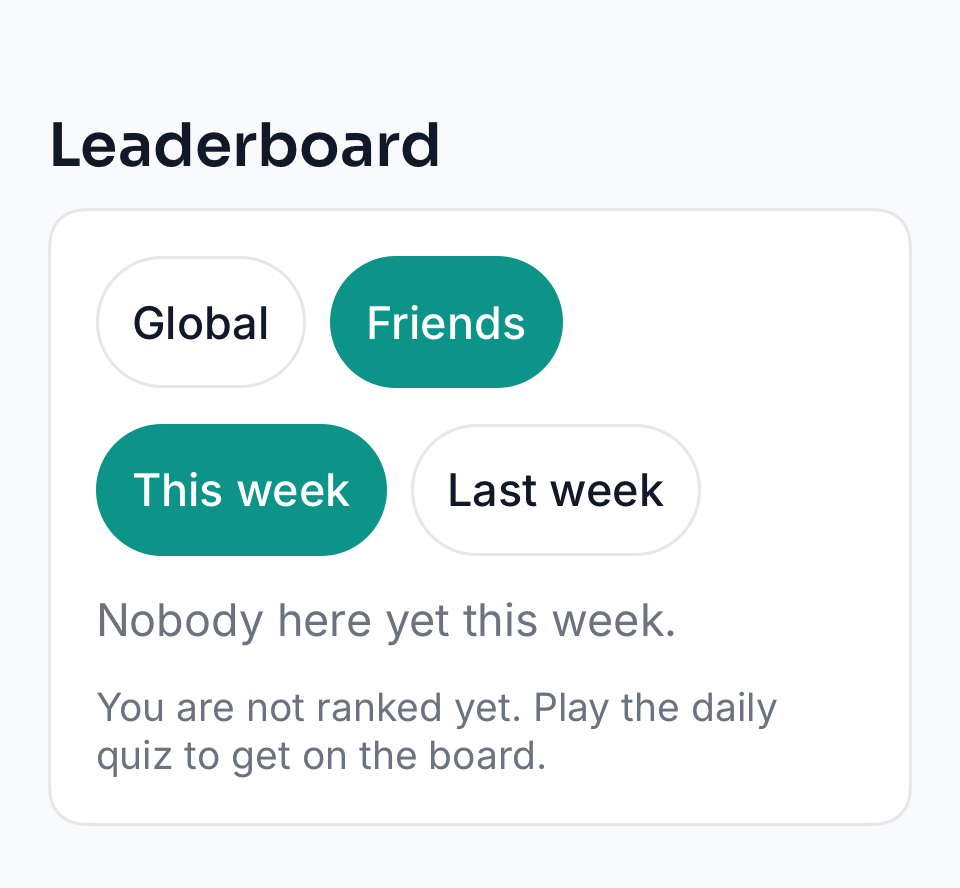 Leaderboard
Global Friends
This week Last week
Nobody here yet this week.
You are not ranked yet. Play the daily
quiz to get on the board.